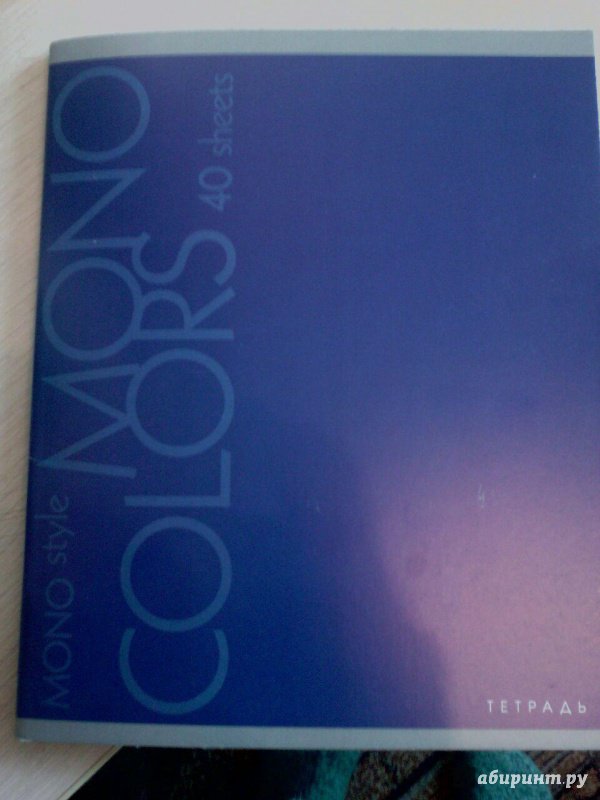 MONO style
MONO
COLORS 40 sheets
ТЕТРАДЬ
абиринт.ру